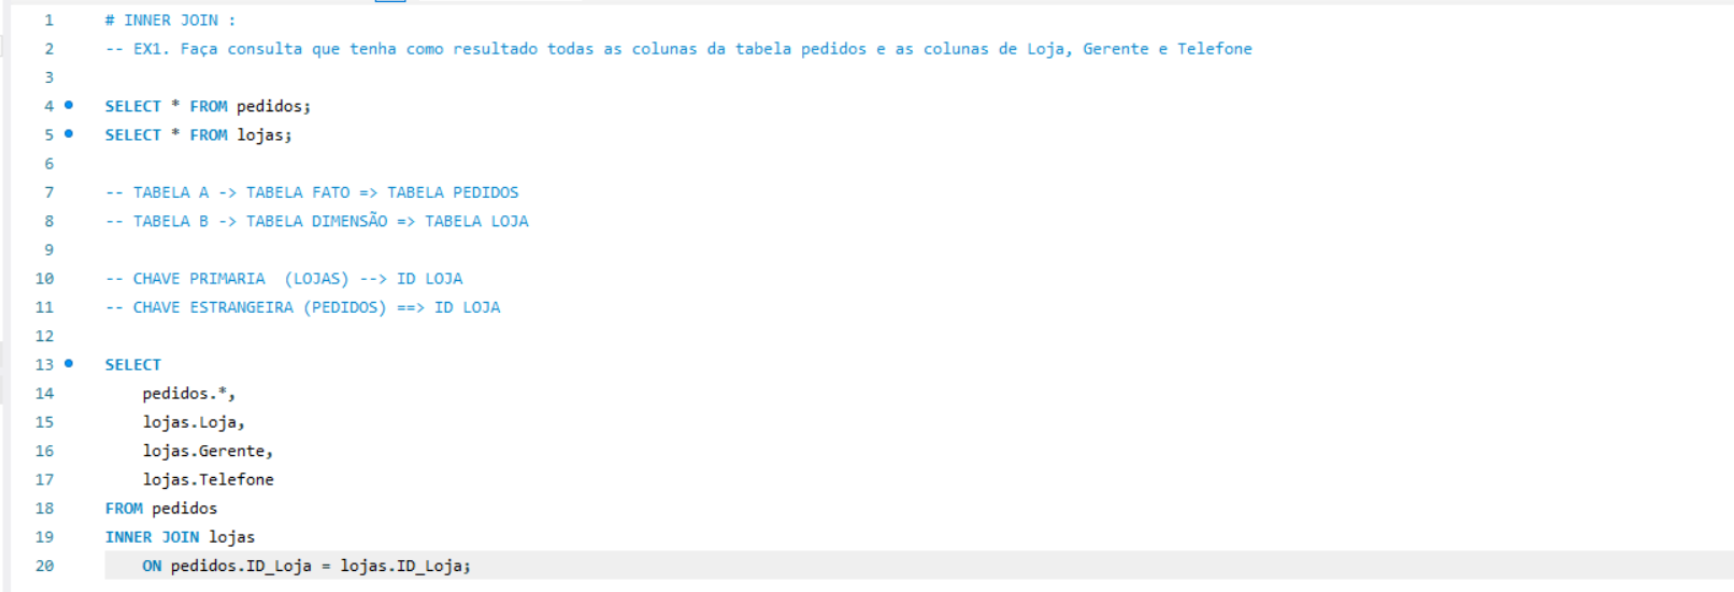 1 # INNER JOIN :
2 -- EX1. Faça consulta que tenha como resultado todas as colunas da tabela pedidos e as colunas de Loja, Gerente e Telefone
3
4 SELECT * FROM pedidos;
5 SELECT * FROM lojas;
6
7 -- TABELA A -> TABELA FATO => TABELA PEDIDOS
8 -- TABELA B -> TABELA DIMENSÃO => TABELA LOJA
9
10 -- CHAVE PRIMARIA  (LOJAS) --> ID LOJA
11 -- CHAVE ESTRANGEIRA (PEDIDOS) ==> ID LOJA
12
13 SELECT
14     pedidos.*,
15     lojas.Loja,
16     lojas.Gerente,
17     lojas.Telefone
18 FROM pedidos
19 INNER JOIN lojas
20     ON pedidos.ID_Loja = lojas.ID_Loja;